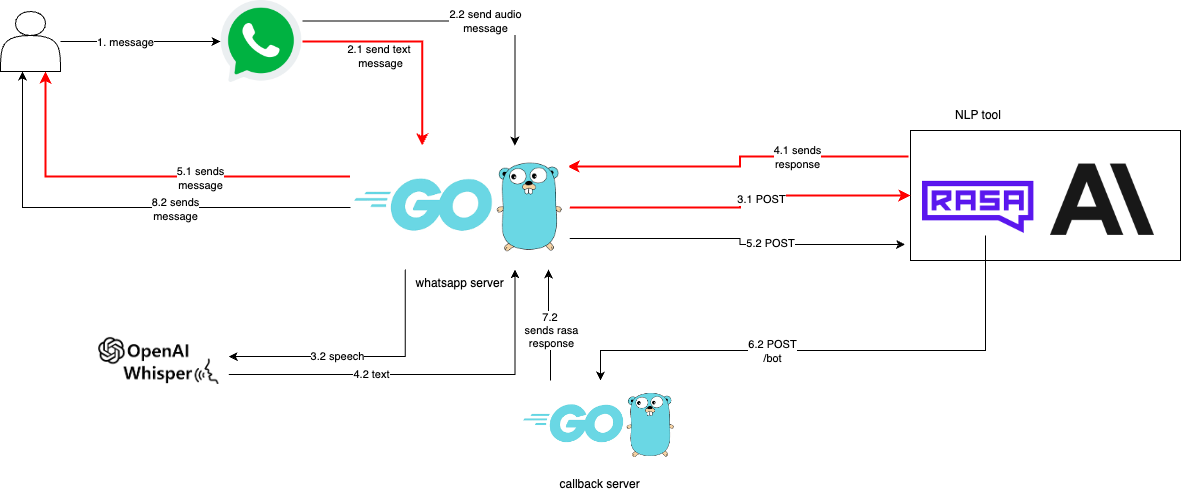 1. message
2.2 send audio
message
2.1 send text
message
NLP tool
4.1 sends
response
5.1 sends
message
8.2 sends
message
GO
3.1 POST
RASA
AI
5.2 POST
whatsapp server
7.2
sends rasa
response
OpenAI
Whisper
3.2 speech
4.2 text
6.2 POST
/bot
GO
callback server